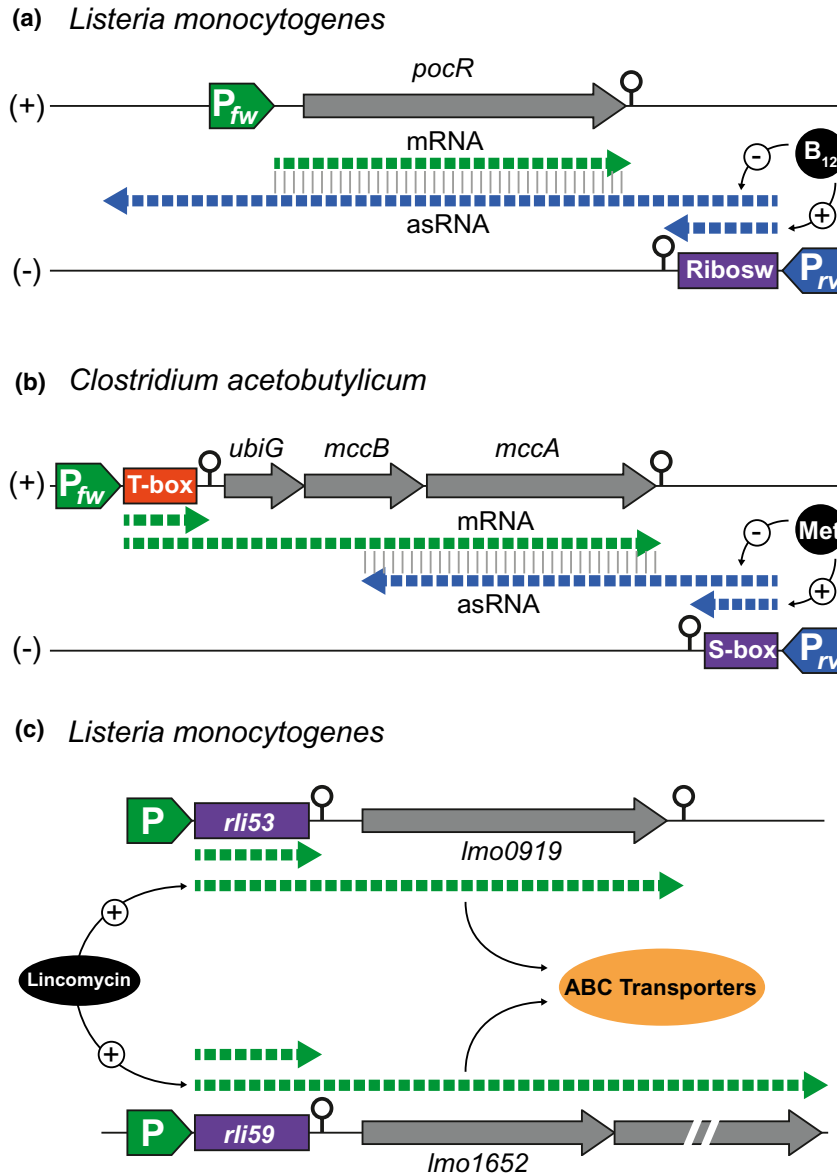 (a) Listeria monocytogenes
pocR
(+) Pfw
mRNA
- B12
asRNA
+
(-) Ribosw Prv
(b) Clostridium acetobutylicum
ubiG mccB mccA
(+) Pfw T-box
mRNA
- Met
asRNA
+
(-) S-box Prv
(c) Listeria monocytogenes
P rli53
lmo0919
+
Lincomycin
ABC Transporters
+
P rli59
lmo1652